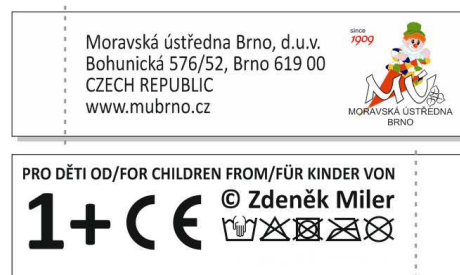 Moravská ústředna Brno, d.u.v.
Bohunická 576/52, Brno 619 00
CZECH REPUBLIC
www.mubrno.cz
since
1909
MU
MORAVSKÁ ÚSTŘEDNA
BRNO
PRO DĚTI OD/FOR CHILDREN FROM/FÜR KINDER VON
1+ CE
© Zdeněk Miler